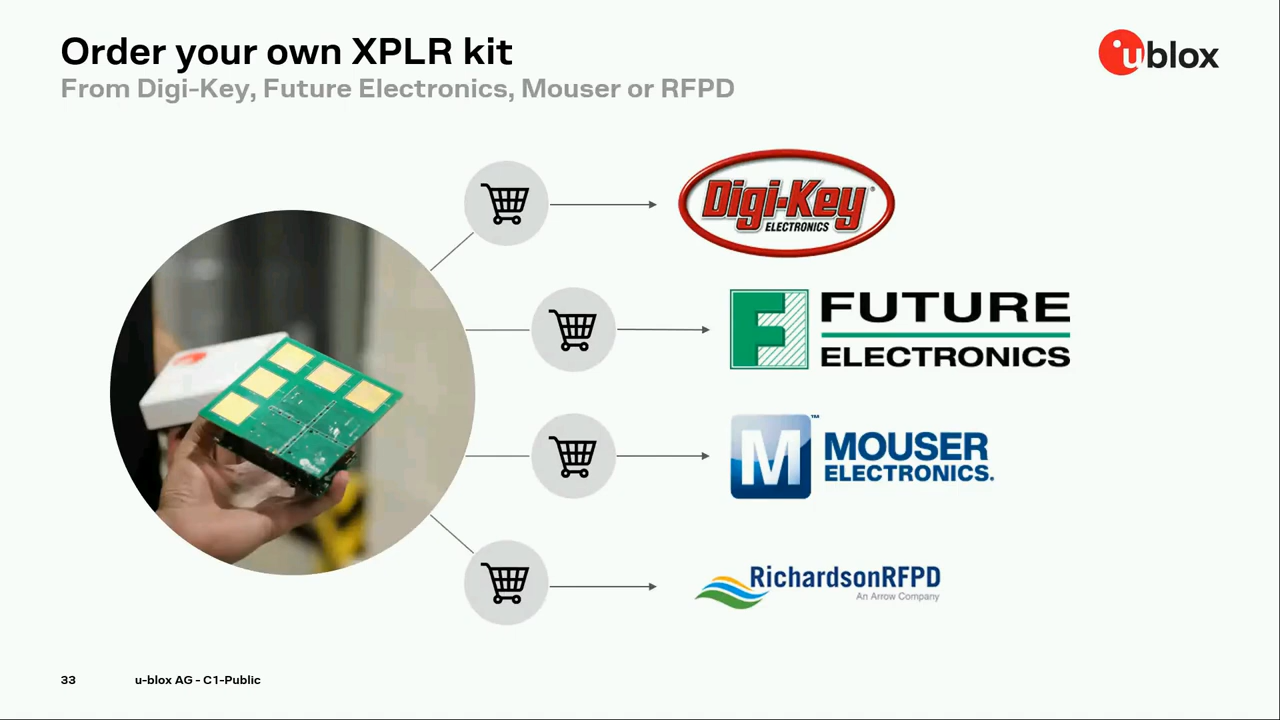 Order your own XPLR kit
From Digi-Key, Future Electronics, Mouser or RFPD
ublox
Digi-Key®
ELECTRONICS
FUTURE
ELECTRONICS
M™
MOUSER
ELECTRONICS.
RichardsonRFPD
An Arrow Company
33 u-blox AG - C1-Public